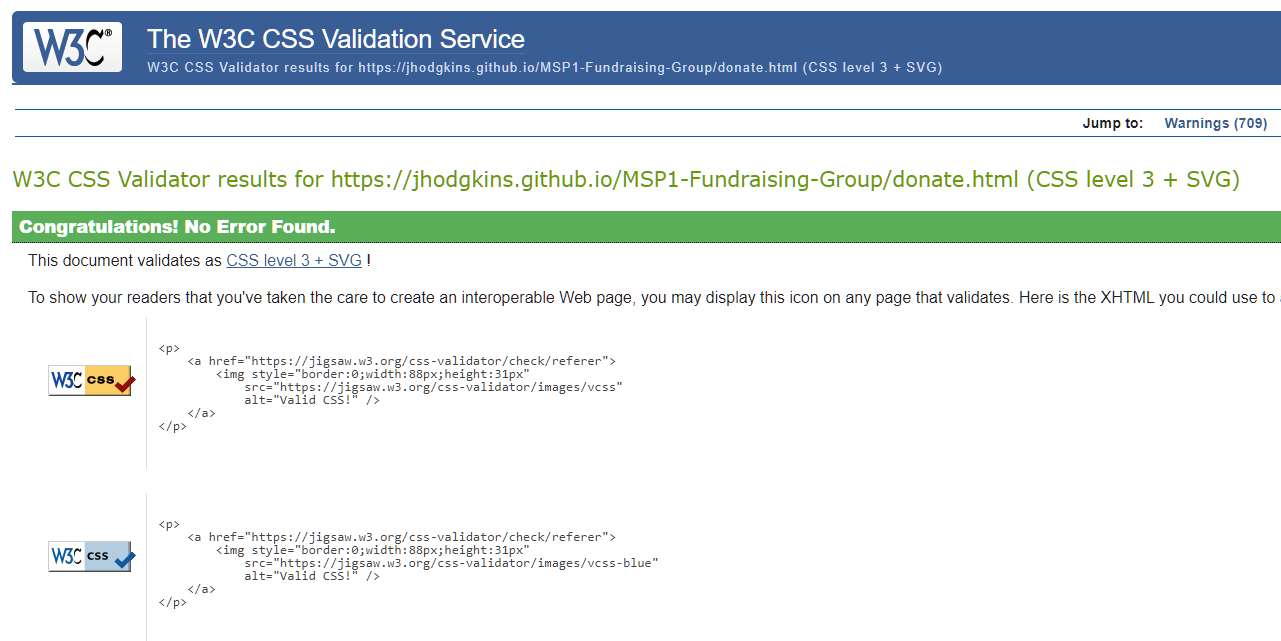 W3C®
The W3C CSS Validation Service
W3C CSS Validator results for https://jhodgkins.github.io/MSP1-Fundraising-Group/donate.html (CSS level 3 + SVG)
Jump to: Warnings (709)
W3C CSS Validator results for https://jhodgkins.github.io/MSP1-Fundraising-Group/donate.html (CSS level 3 + SVG)
Congratulations! No Error Found.
This document validates as CSS level 3 + SVG !
To show your readers that you've taken the care to create an interoperable Web page, you may display this icon on any page that validates. Here is the XHTML you could use to
W3C css
<p>
<a href="https://jigsaw.w3.org/css-validator/check/referer">
<img style="border:0;width:88px;height:31px"
src="https://jigsaw.w3.org/css-validator/images/vcss"
alt="Valid CSS!" />
</a>
</p>
W3C css
<p>
<a href="https://jigsaw.w3.org/css-validator/check/referer">
<img style="border:0;width:88px;height:31px"
src="https://jigsaw.w3.org/css-validator/images/vcss-blue"
alt="Valid CSS!" />
</a>
</p>